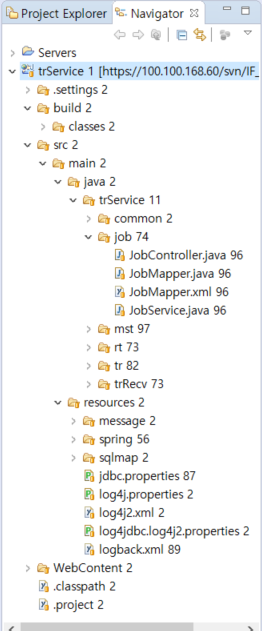 Project Explorer Navigator
Servers
trService 1 [https://100.100.168.60/svn/IF_
.settings 2
build 2
classes 2
src 2
main 2
java 2
trService 11
common 2
job 74
JobController.java 96
JobMapper.java 96
JobMapper.xml 96
JobService.java 96
mst 97
rt 73
tr 82
trRecv 73
resources 2
message 2
spring 56
sqlmap 2
jdbc.properties 87
log4j.properties 2
log4j2.xml 2
log4jdbc.log4j2.properties 2
logback.xml 89
WebContent 2
.classpath 2
.project 2